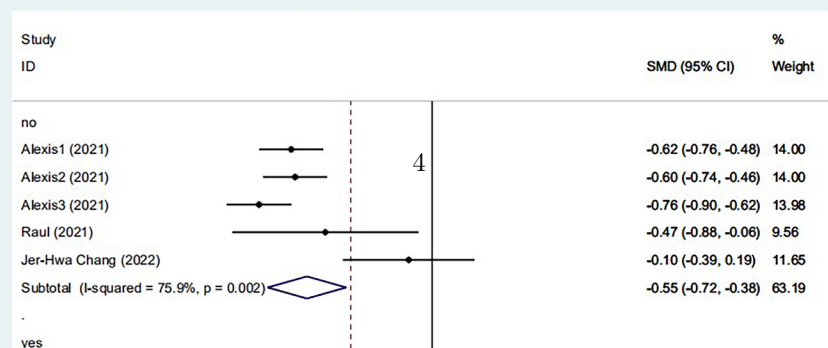 Study %
ID SMD (95% CI) Weight
no
Alexis1 (2021) -0.62 (-0.76, -0.48) 14.00
4
Alexis2 (2021) -0.60 (-0.74, -0.46) 14.00
Alexis3 (2021) -0.76 (-0.90, -0.62) 13.98
Raul (2021) -0.47 (-0.88, -0.06) 9.56
Jer-Hwa Chang (2022) -0.10 (-0.39, 0.19) 11.65
Subtotal (I-squared = 75.9%, p = 0.002) -0.55 (-0.72, -0.38) 63.19
.
yes